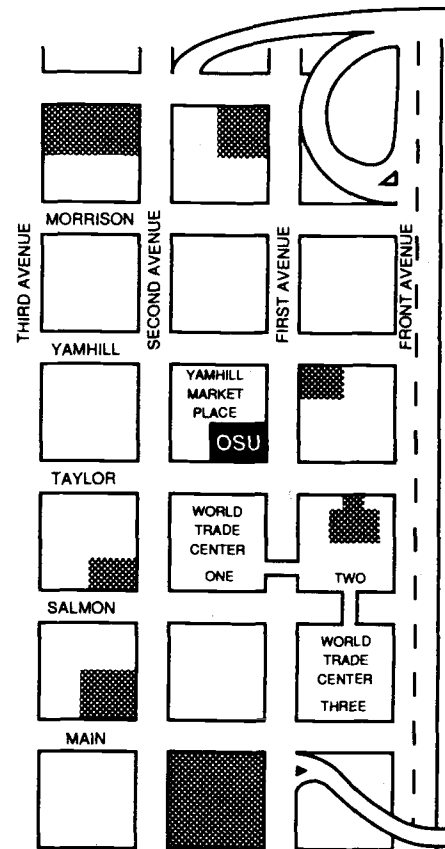 MORRISON
THIRD AVENUE
SECOND AVENUE
FIRST AVENUE
FRONT AVENUE
YAMHILL
YAMHILL
MARKET
PLACE
OSU
TAYLOR
WORLD
TRADE
CENTER
ONE
TWO
SALMON
WORLD
TRADE
CENTER
THREE
MAIN